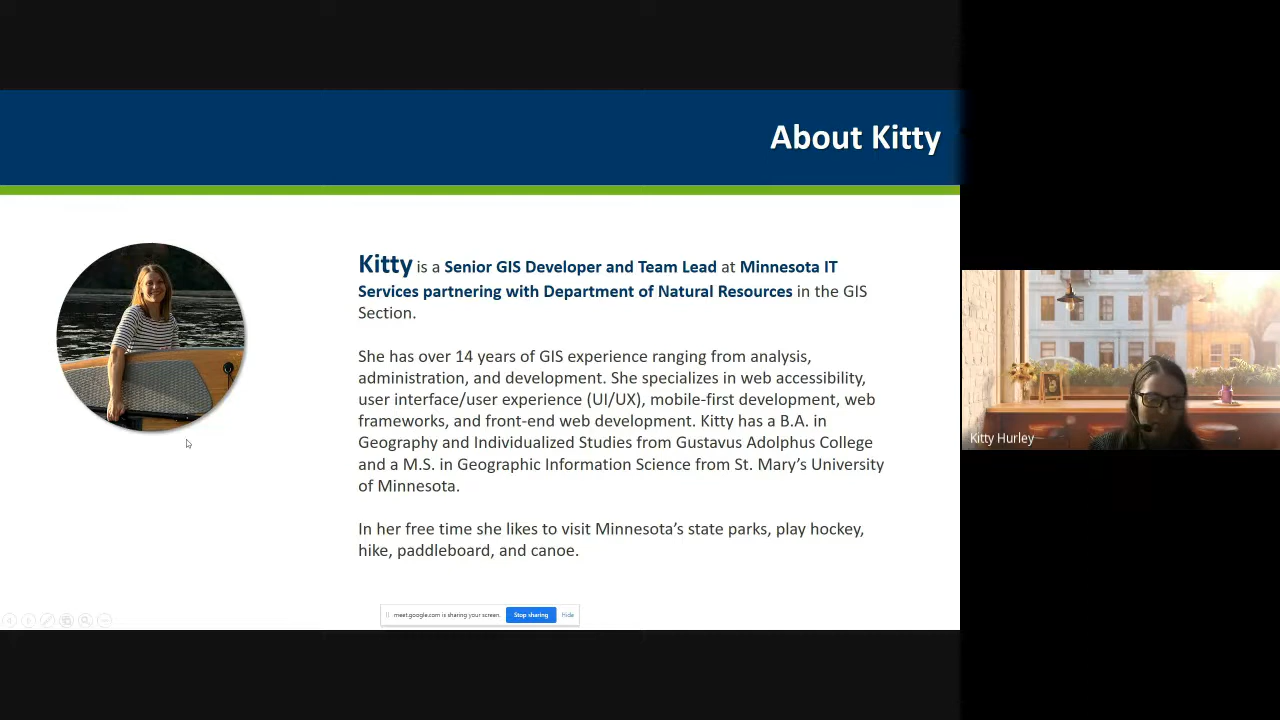 About Kitty
Kitty is a Senior GIS Developer and Team Lead at Minnesota IT
Services partnering with Department of Natural Resources in the GIS
Section.
She has over 14 years of GIS experience ranging from analysis,
administration, and development. She specializes in web accessibility,
user interface/user experience (UI/UX), mobile-first development, web
frameworks, and front-end web development. Kitty has a B.A. in
Geography and Individualized Studies from Gustavus Adolphus College
and a M.S. in Geographic Information Science from St. Mary’s University
of Minnesota.
In her free time she likes to visit Minnesota’s state parks, play hockey,
hike, paddleboard, and canoe.
meet.google.com is sharing your screen.
Stop sharing
Hide
Kitty Hurley